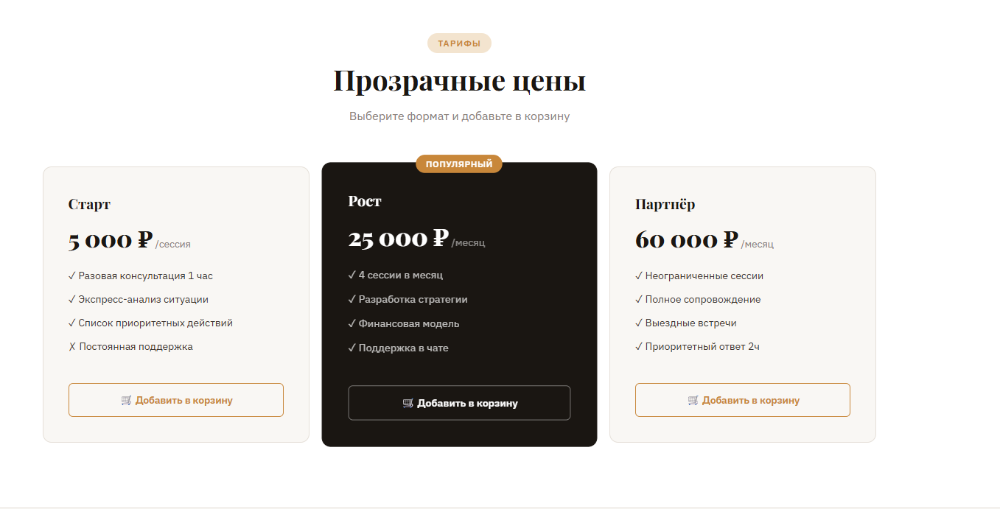 ТАРИФЫ
Прозрачные цены
Выберите формат и добавьте в корзину
Старт
5 000 ₽ /сессия
✓ Разовая консультация 1 час
✓ Экспресс-анализ ситуации
✓ Список приоритетных действий
✗ Постоянная поддержка
🛒 Добавить в корзину
ПОПУЛЯРНЫЙ
Рост
25 000 ₽ /месяц
✓ 4 сессии в месяц
✓ Разработка стратегии
✓ Финансовая модель
✓ Поддержка в чате
🛒 Добавить в корзину
Партнёр
60 000 ₽ /месяц
✓ Неограниченные сессии
✓ Полное сопровождение
✓ Выездные встречи
✓ Приоритетный ответ 2ч
🛒 Добавить в корзину